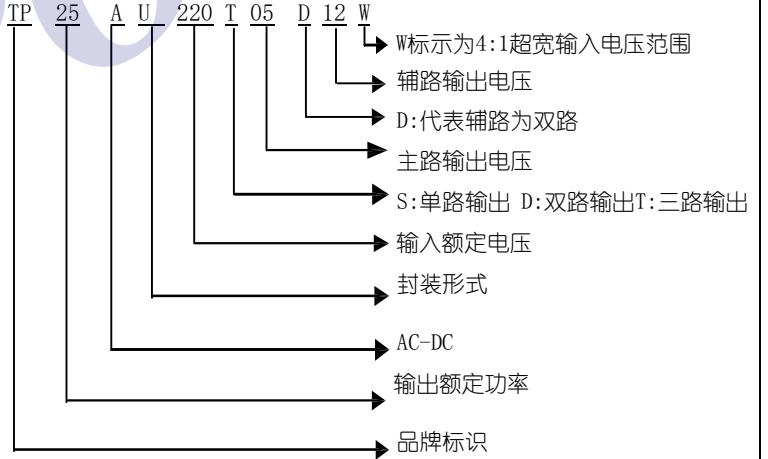 TP 25 A U 220 T 05 D 12 W
W标示为4:1超宽输入电压范围
辅路输出电压
D:代表辅路为双路
主路输出电压
S:单路输出 D:双路输出T:三路输出
输入额定电压
封装形式
AC-DC
输出额定功率
品牌标识